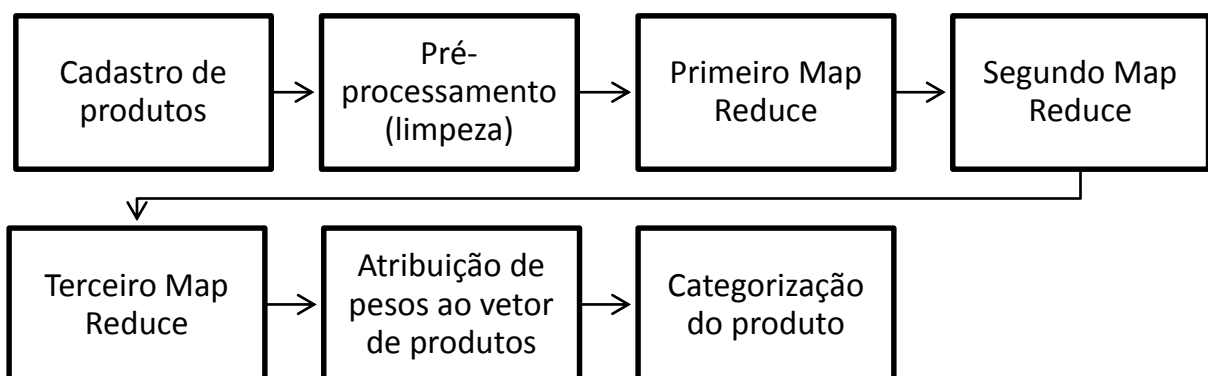 Cadastro de
produtos
Pré-
processamento
(limpeza)
Primeiro Map
Reduce
Segundo Map
Reduce
Terceiro Map
Reduce
Atribuição de
pesos ao vetor
de produtos
Categorização
do produto